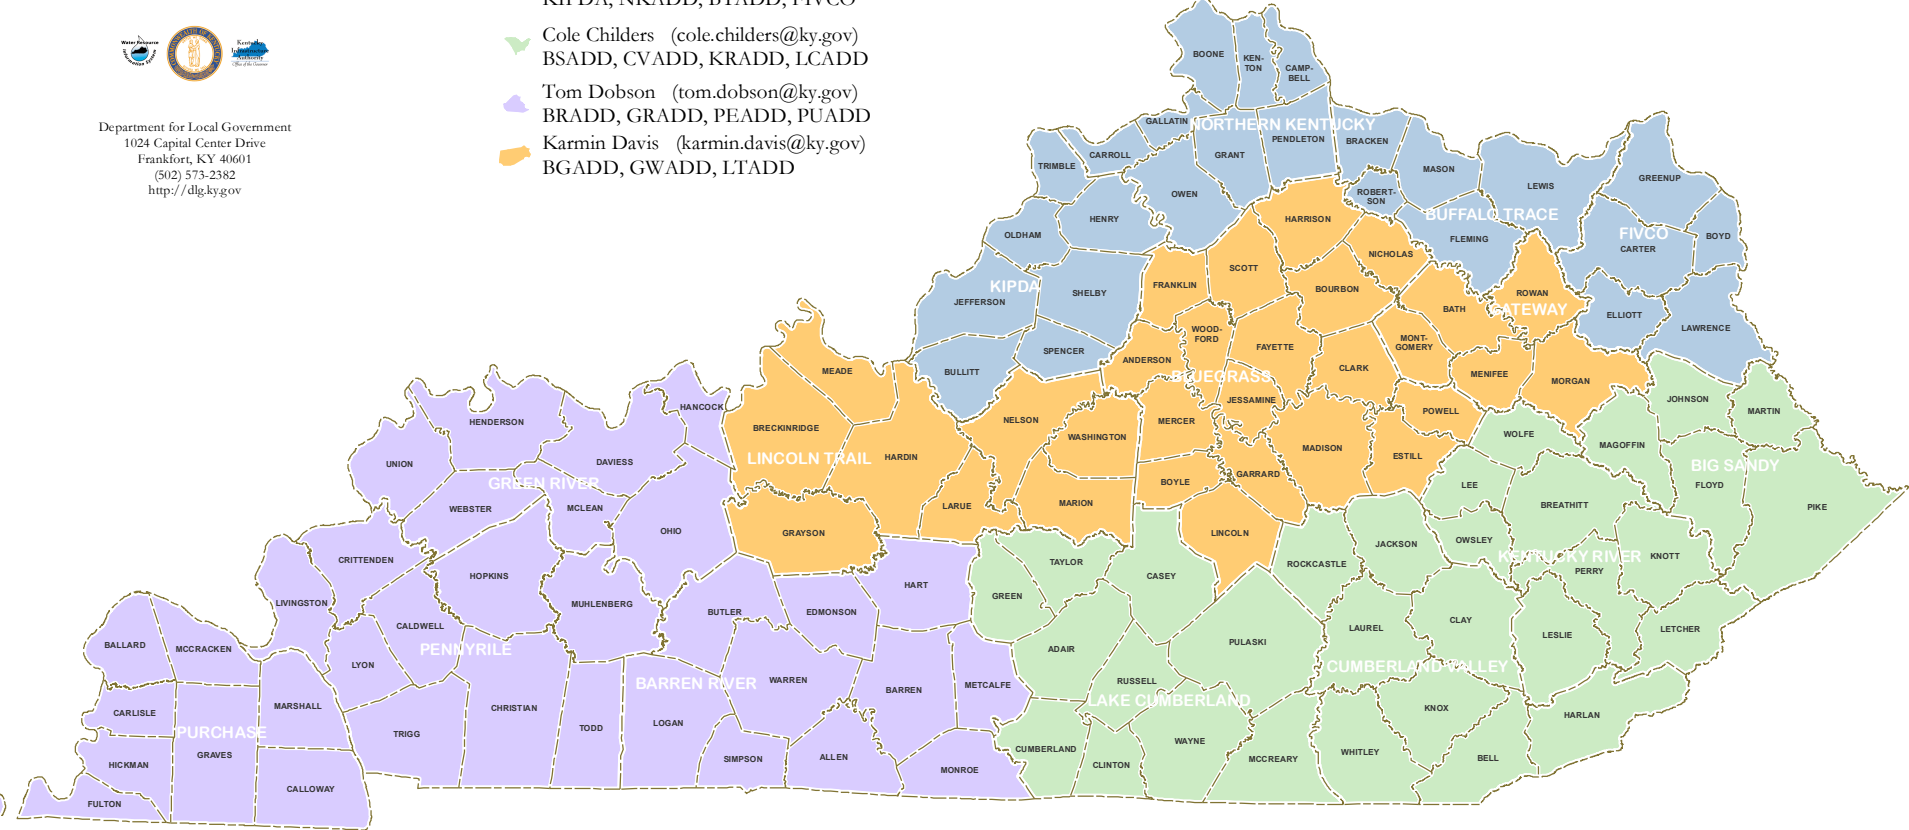 KIPDA, NKADD, BTADD, FIVCO
Cole Childers (cole.childers@ky.gov)
BSADD, CVADD, KRADD, LCADD
Tom Dobson (tom.dobson@ky.gov)
BRADD, GRADD, PEADD, PUADD
Karmin Davis (karmin.davis@ky.gov)
BGADD, GWADD, LTADD
Department for Local Government
1024 Capital Center Drive
Frankfort, KY 40601
(502) 573-2382
http://dlg.ky.gov
BOONE
KEN-
TON
CAMP-
BELL
GALLATIN
NORTHERN KENTUCKY
PENDLETON
BRACKEN
CARROLL
GRANT
TRIMBLE
MASON
OWEN
ROBERT-
SON
LEWIS
GREENUP
HENRY
HARRISON
BUFFALO TRACE
OLDHAM
FLEMING
FIVCO
CARTER
BOYD
NICHOLAS
SCOTT
KIPDA
JEFFERSON
SHELBY
FRANKLIN
BOURBON
ROWAN
BATH
GATEWAY
ELLIOTT
LAWRENCE
WOOD-
FORD
MONT-
GOMERY
SPENCER
ANDERSON
FAYETTE
BULLITT
MEADE
BLUEGRASS
CLARK
MENIFEE
MORGAN
HANCOCK
JESSAMINE
JOHNSON
MARTIN
HENDERSON
BRECKINRIDGE
NELSON
WASHINGTON
MERCER
POWELL
WOLFE
MAGOFFIN
UNION
DAVIESS
LINCOLN TRAIL
HARDIN
MADISON
ESTILL
BIG SANDY
GREEN RIVER
GARRARD
BOYLE
LEE
FLOYD
WEBSTER
MCLEAN
LARUE
MARION
BREATHITT
PIKE
OHIO
GRAYSON
LINCOLN
JACKSON
OWSLEY
KENTUCKY RIVER
KNOTT
CRITTENDEN
HOPKINS
TAYLOR
CASEY
ROCKCASTLE
PERRY
HART
LIVINGSTON
MUHLENBERG
BUTLER
EDMONSON
GREEN
CALDWELL
LAUREL
CLAY
LESLIE
LETCHER
BALLARD
MCCRACKEN
PENNYRILE
ADAIR
PULASKI
LYON
BARREN RIVER
WARREN
BARREN
METCALFE
RUSSELL
CUMBERLAND VALLEY
CARLISLE
MARSHALL
CHRISTIAN
LAKE CUMBERLAND
KNOX
HARLAN
PURCHASE
TRIGG
TODD
LOGAN
GRAVES
WAYNE
HICKMAN
SIMPSON
ALLEN
CUMBERLAND
MCCREARY
WHITLEY
BELL
CALLOWAY
MONROE
CLINTON
FULTON